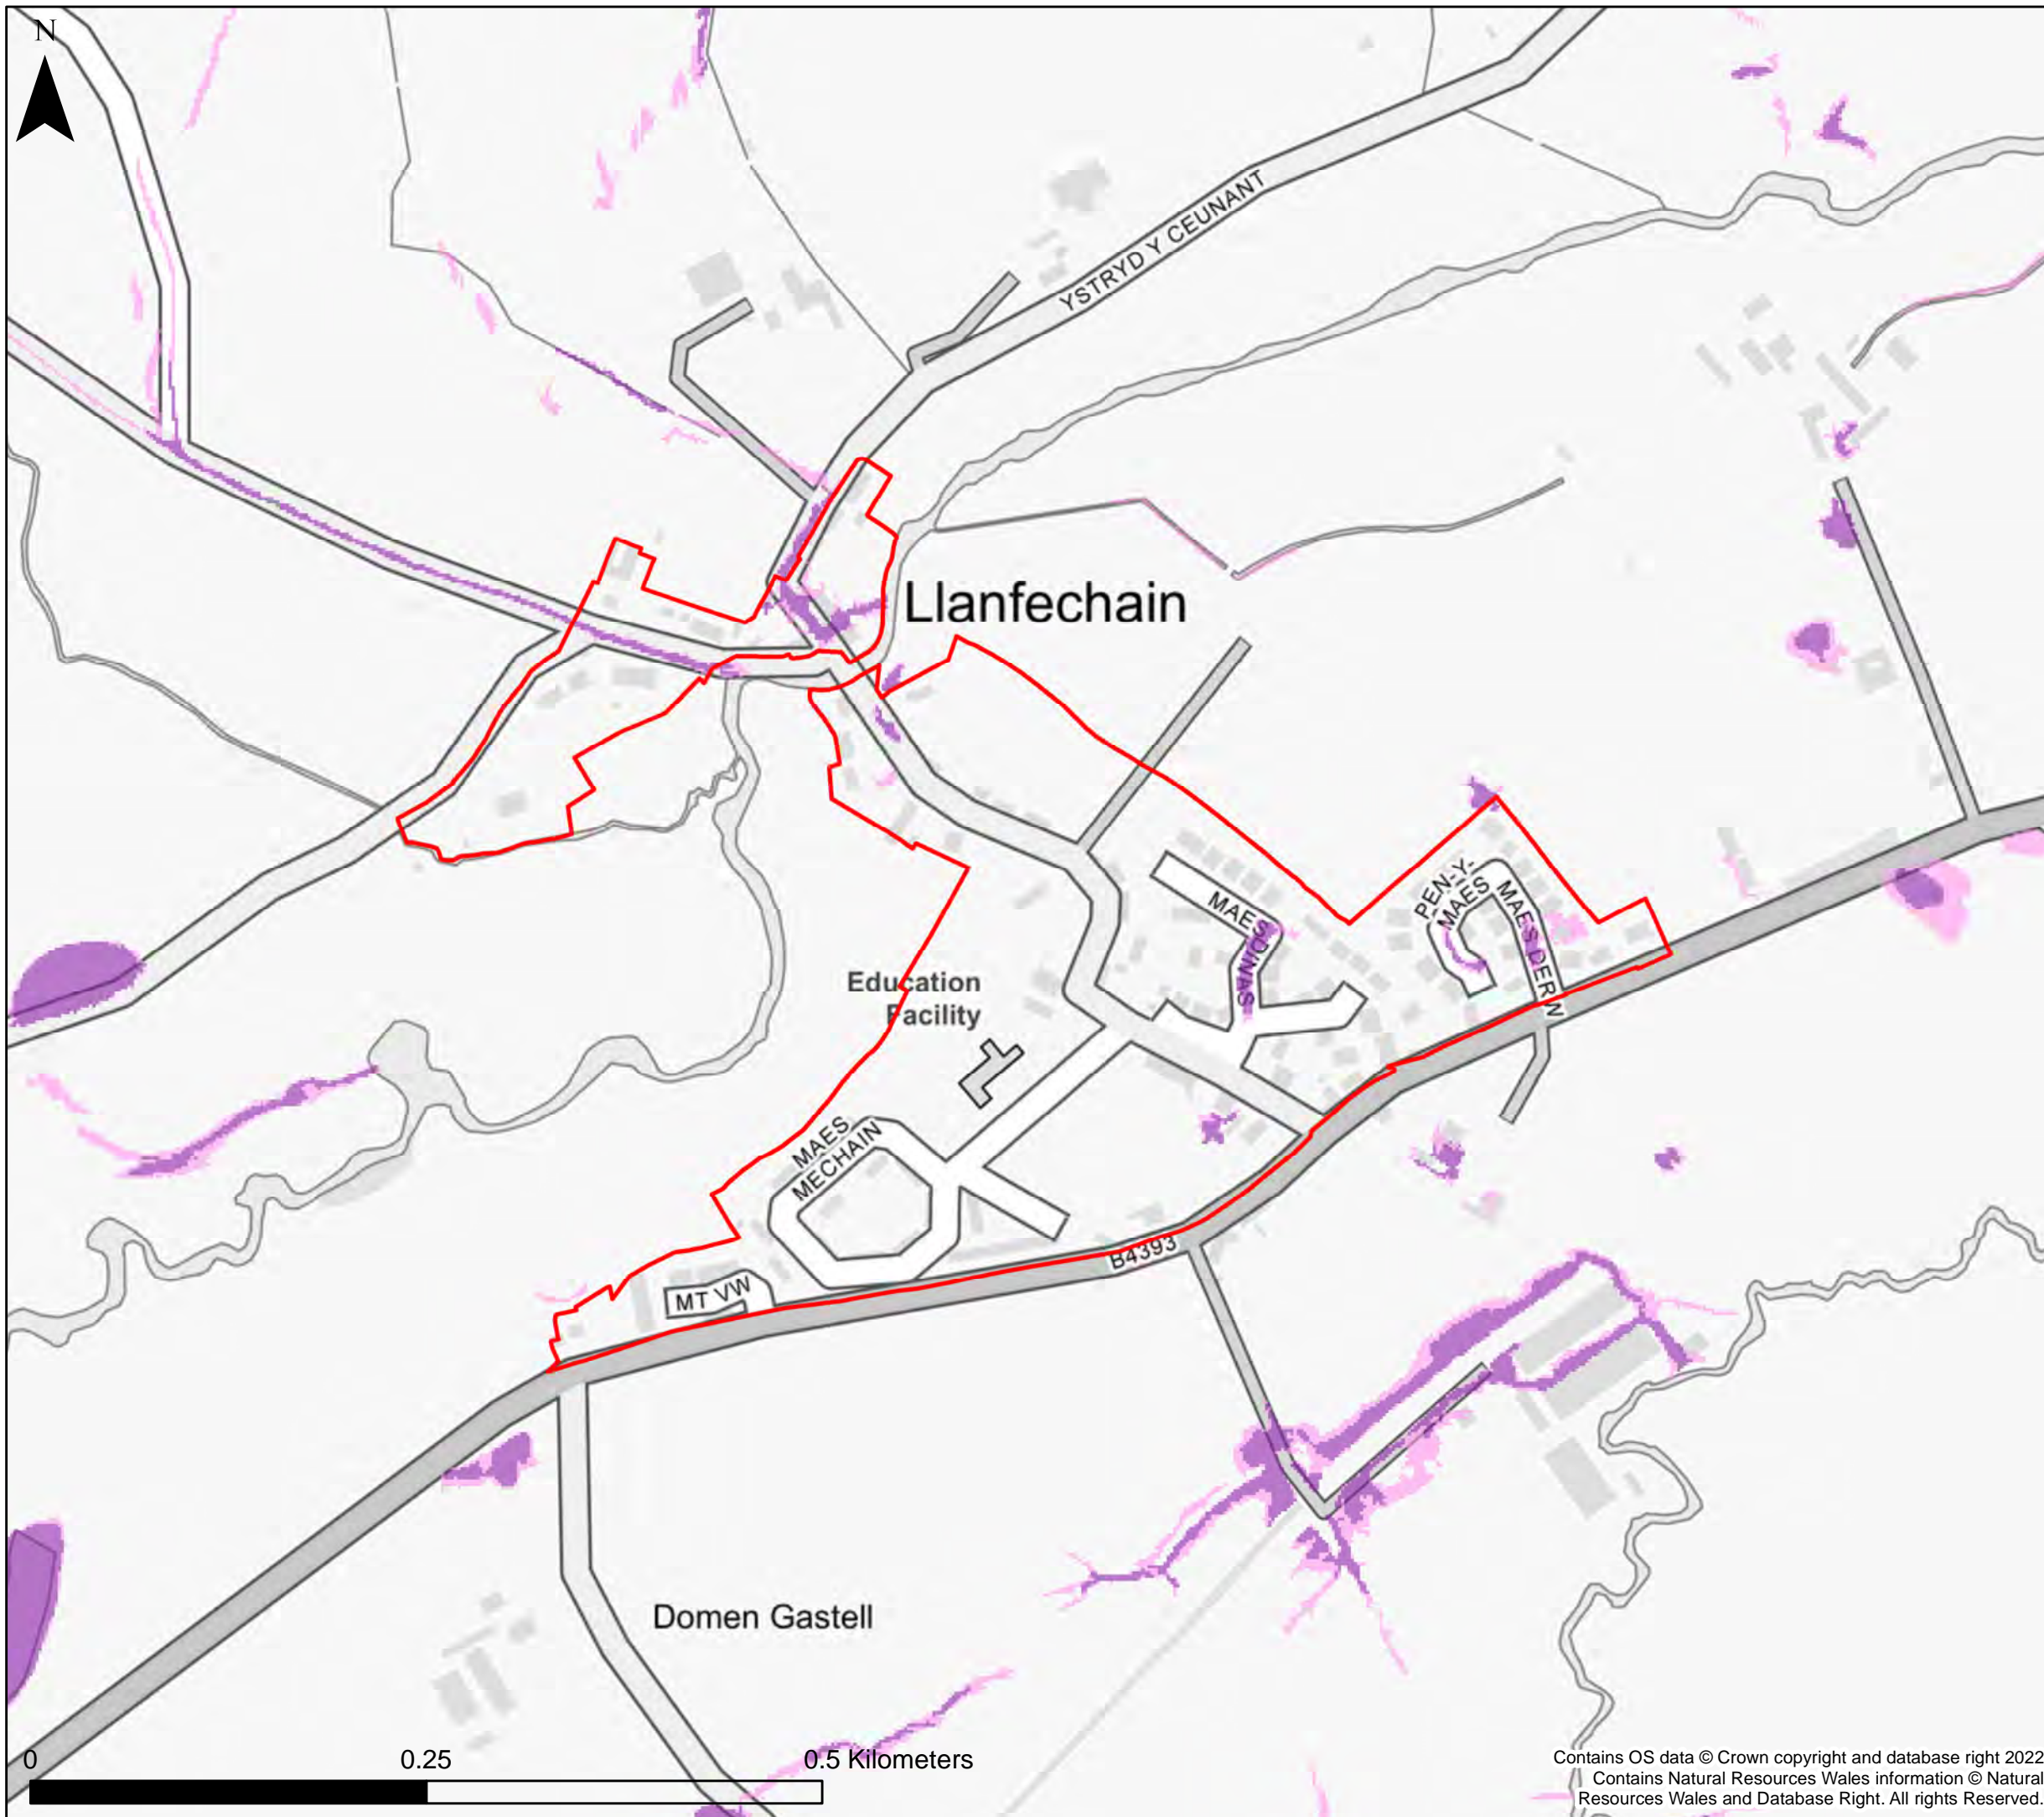 N
YSTRYD Y CEUNANT
Llanfechain
PEN-Y-
MAES
MAES DERW
MAES DINAS
Education
Facility
MAES
MECHAIN
B4393
MT VW
Domen Gastell
0
0.25
0.5 Kilometers
Contains OS data © Crown copyright and database right 2022
Contains Natural Resources Wales information © Natural
Resources Wales and Database Right. All rights Reserved.